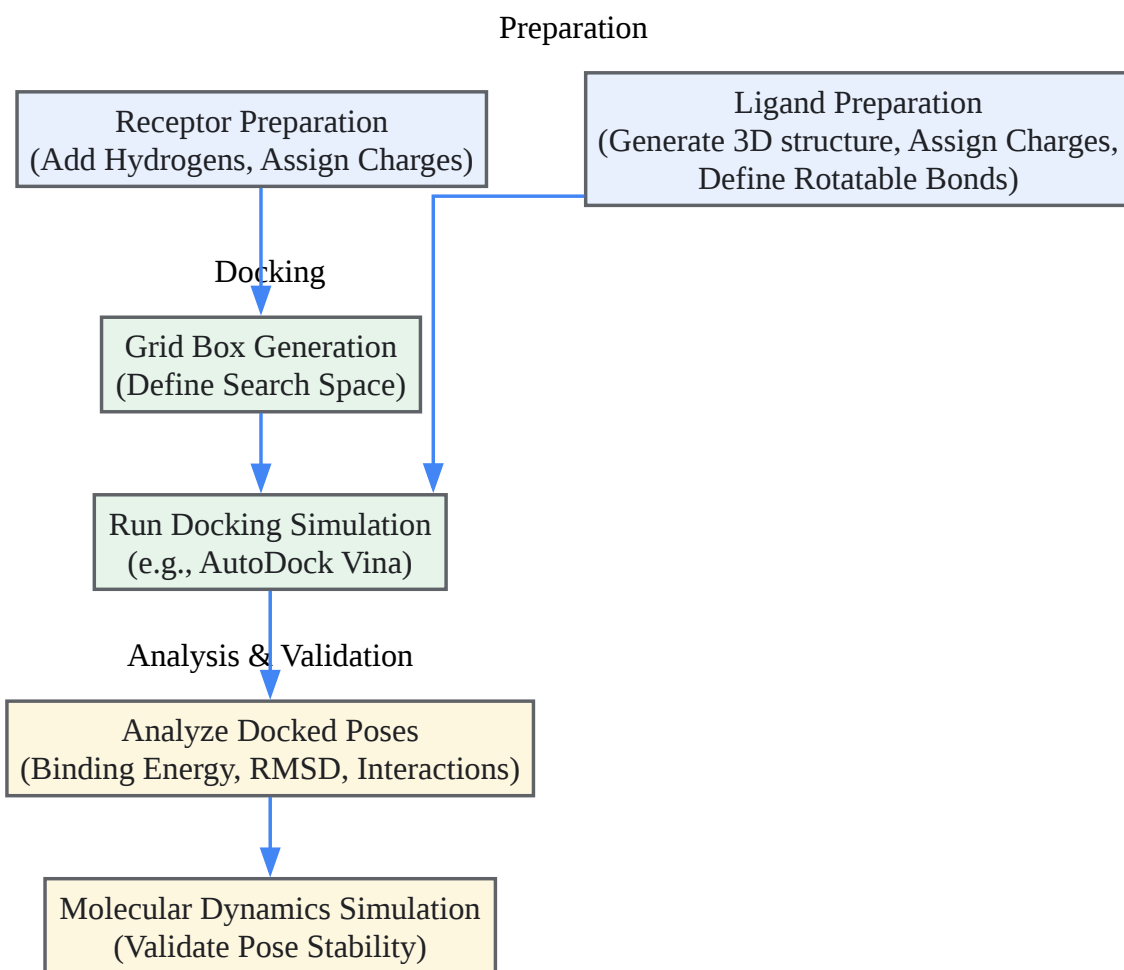 Preparation
Receptor Preparation
(Add Hydrogens, Assign Charges)
Ligand Preparation
(Generate 3D structure, Assign Charges,
Define Rotatable Bonds)
Docking
Grid Box Generation
(Define Search Space)
Run Docking Simulation
(e.g., AutoDock Vina)
Analysis & Validation
Analyze Docked Poses
(Binding Energy, RMSD, Interactions)
Molecular Dynamics Simulation
(Validate Pose Stability)